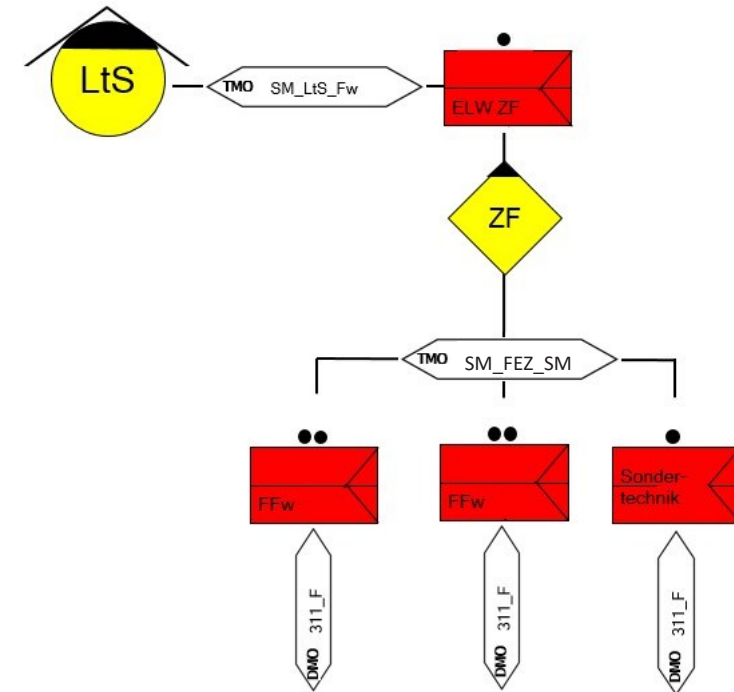 LtS
TMO SM_LtS_Fw
ELW ZF
ZF
TMO SM_FEZ_SM
FFw
FFw
Sonder-
technik
DMO 311_F
DMO 311_F
DMO 311_F